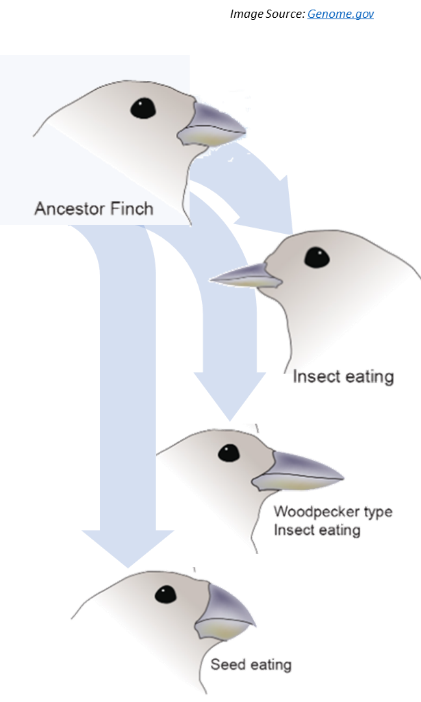 Image Source: Genome.gov
Ancestor Finch
Insect eating
Woodpecker type
Insect eating
Seed eating